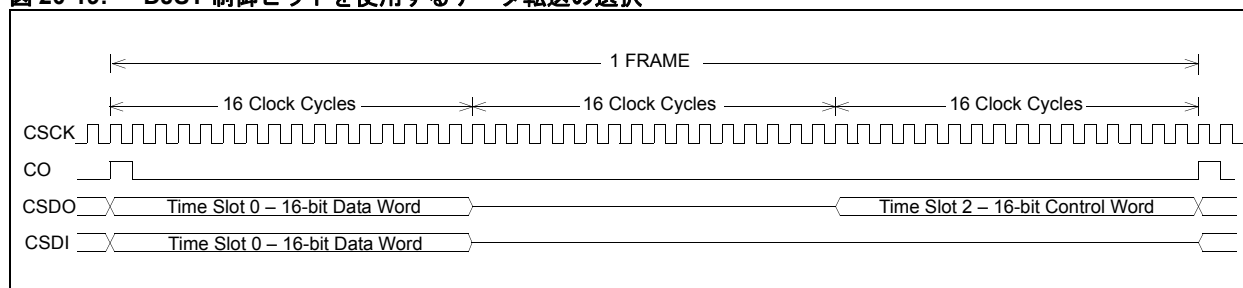 1 FRAME
16 Clock Cycles 16 Clock Cycles 16 Clock Cycles
CSCK
CO
CSDO Time Slot 0 – 16-bit Data Word Time Slot 2 – 16-bit Control Word
CSDI Time Slot 0 – 16-bit Data Word